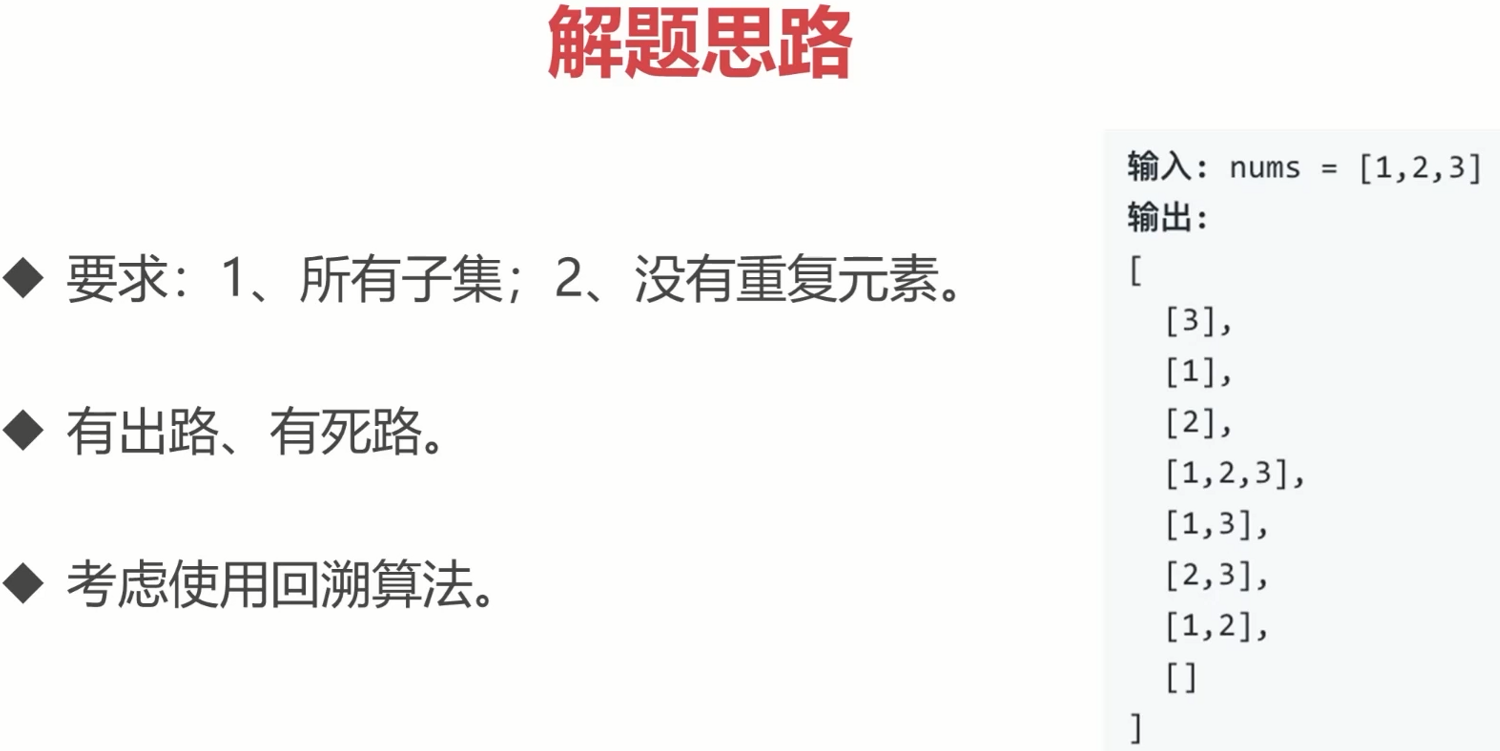 解题思路
◆ 要求：1、所有子集；2、没有重复元素。
◆ 有出路、有死路。
◆ 考虑使用回溯算法。
输入: nums = [1,2,3]
输出:
[
  [3],
  [1],
  [2],
  [1,2,3],
  [1,3],
  [2,3],
  [1,2],
  []
]